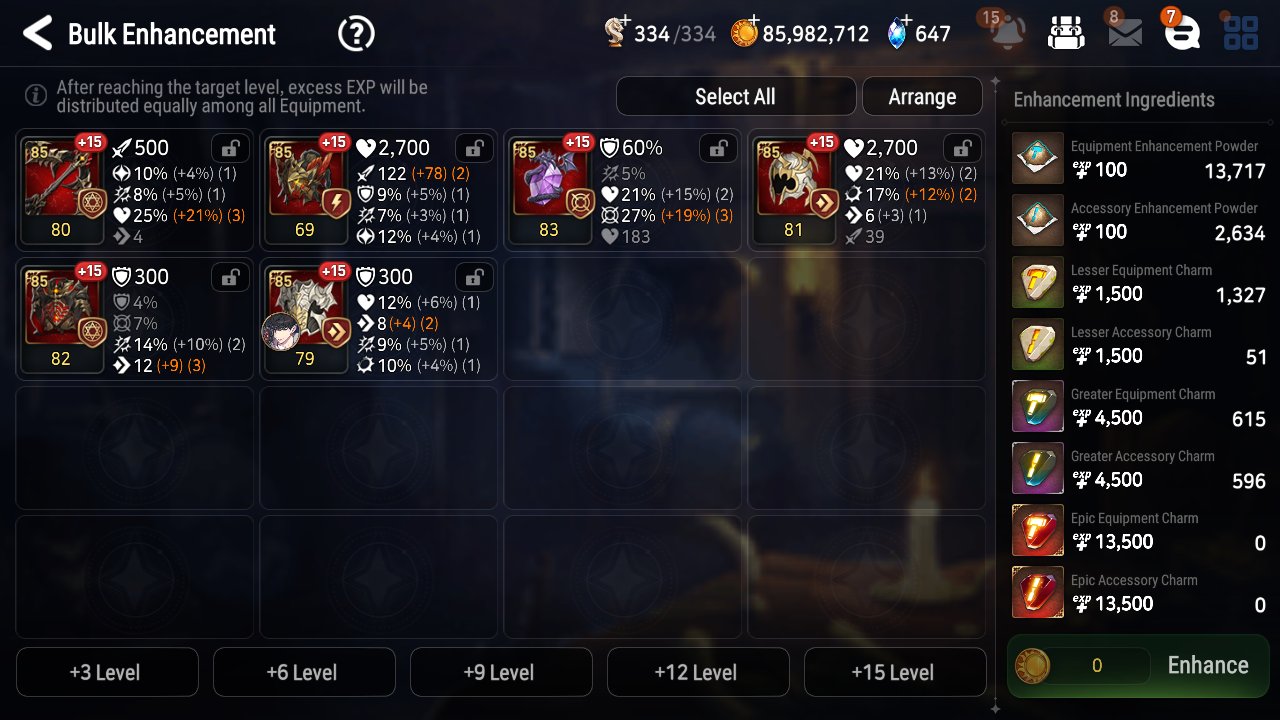 Bulk Enhancement
?
334/334
85,982,712
647
15
8
7
After reaching the target level, excess EXP will be
distributed equally among all Equipment.
Select All
Arrange
85
+15
80
500
10% (+4%) (1)
8% (+5%) (1)
25% (+21%) (3)
4
85
+15
69
2,700
122 (+78) (2)
9% (+5%) (1)
7% (+3%) (1)
12% (+4%) (1)
85
+15
83
60%
5%
21% (+15%) (2)
27% (+19%) (3)
183
85
+15
81
2,700
21% (+13%) (2)
17% (+12%) (2)
6 (+3) (1)
39
85
+15
82
300
4%
7%
14% (+10%) (2)
12 (+9) (3)
85
+15
79
300
12% (+6%) (1)
8 (+4) (2)
9% (+5%) (1)
10% (+4%) (1)
+3 Level
+6 Level
+9 Level
+12 Level
+15 Level
Enhancement Ingredients
Equipment Enhancement Powder
exp 100
13,717
Accessory Enhancement Powder
exp 100
2,634
Lesser Equipment Charm
exp 1,500
1,327
Lesser Accessory Charm
exp 1,500
51
Greater Equipment Charm
exp 4,500
615
Greater Accessory Charm
exp 4,500
596
Epic Equipment Charm
exp 13,500
0
Epic Accessory Charm
exp 13,500
0
0
Enhance